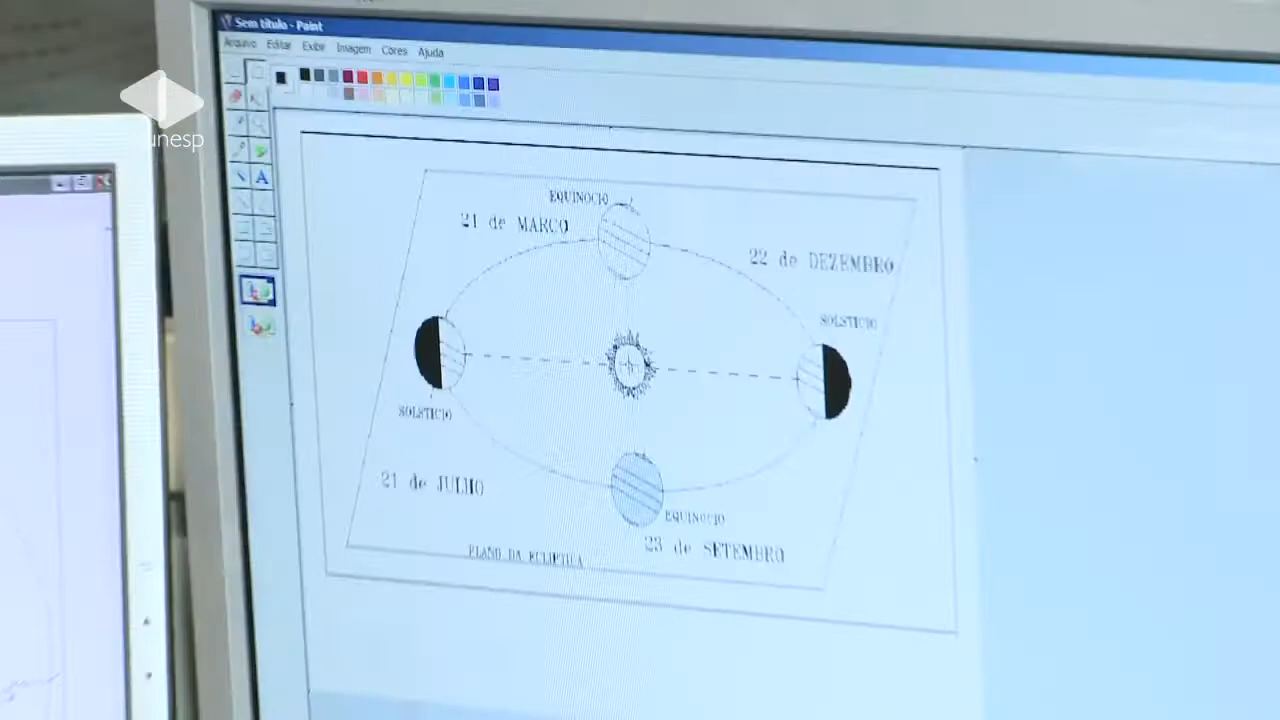 Sem título - Paint
Arquivo Editar Exibir Imagem Cores Ajuda
unesp
EQUINOCIO
21 de MARCO
22 de DEZEMBRO
SOLSTICIO
SOLSTICIO
21 de JULHO
EQUINOCIO
23 de SETEMBRO
PLANO DA ECLIPTICA